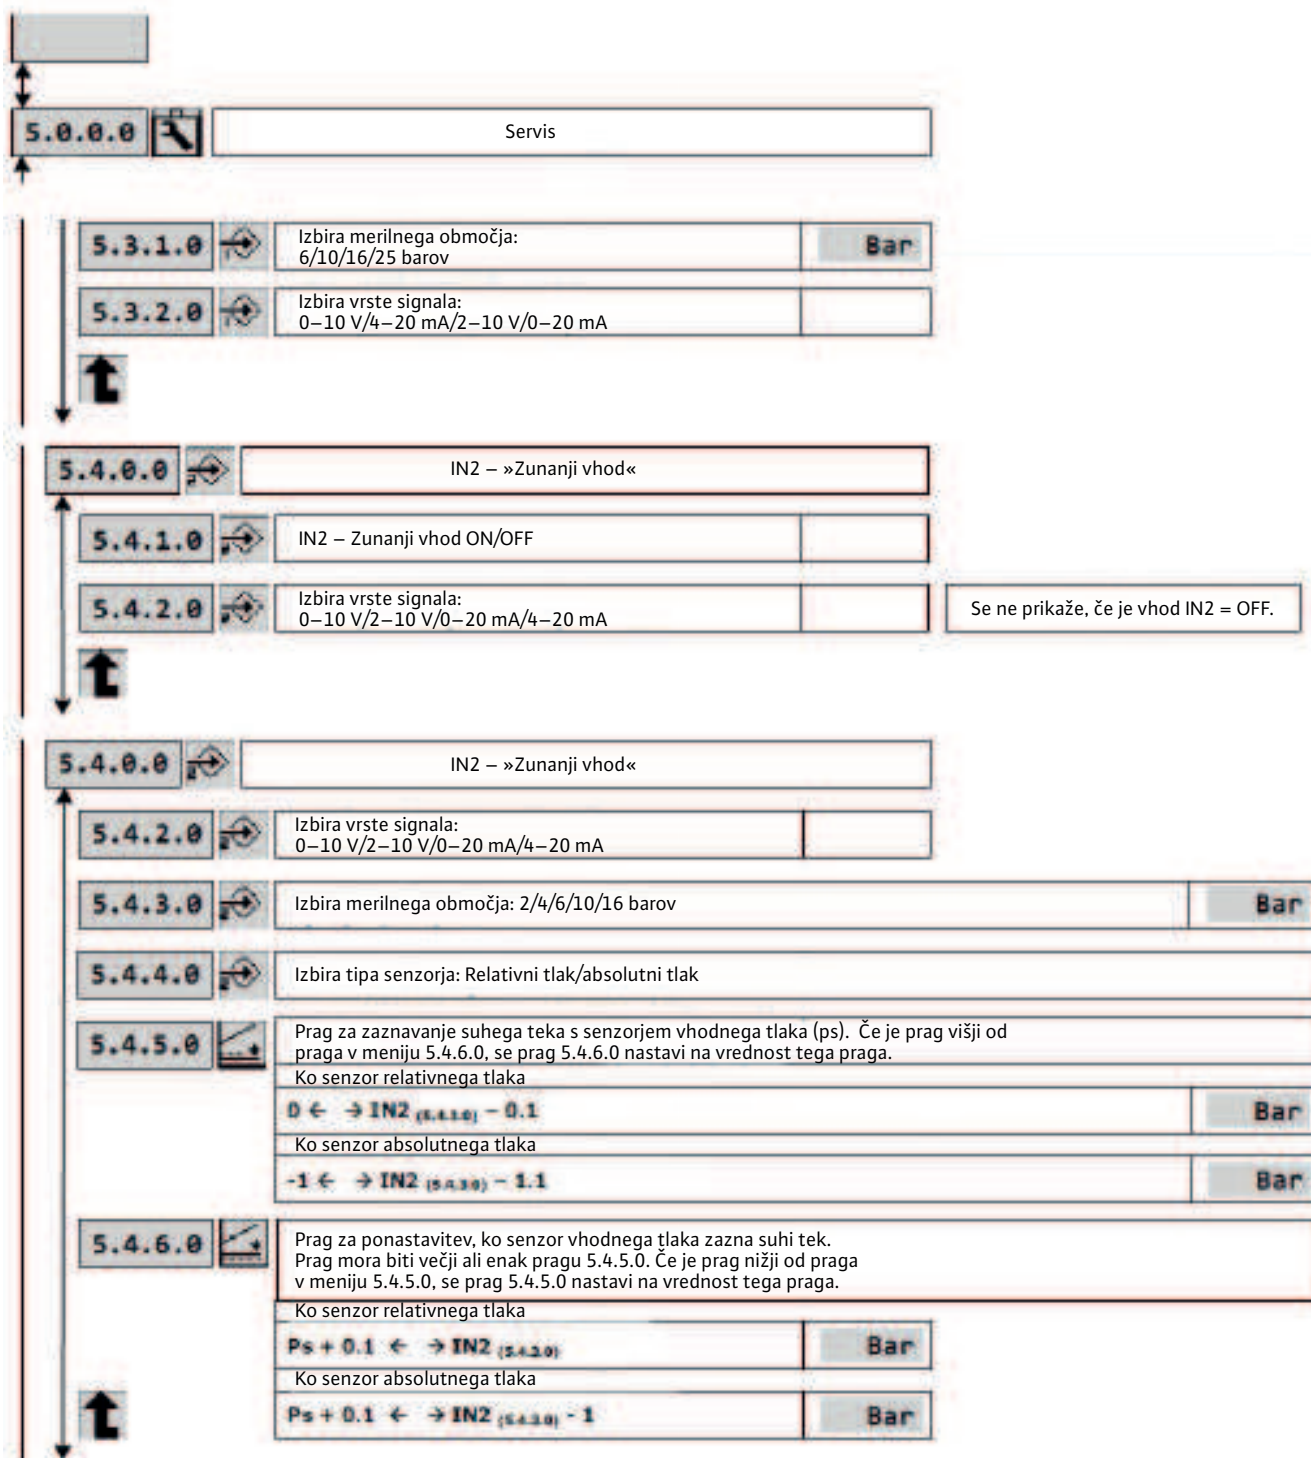 5.0.0.0 Servis
5.3.1.0 Izbira merilnega območja:
6/10/16/25 barov Bar
5.3.2.0 Izbira vrste signala:
0–10 V/4–20 mA/2–10 V/0–20 mA
5.4.0.0 IN2 – »Zunanji vhod«
5.4.1.0 IN2 – Zunanji vhod ON/OFF
5.4.2.0 Izbira vrste signala:
0–10 V/2–10 V/0–20 mA/4–20 mA
Se ne prikaže, če je vhod IN2 = OFF.
5.4.0.0 IN2 – »Zunanji vhod«
5.4.2.0 Izbira vrste signala:
0–10 V/2–10 V/0–20 mA/4–20 mA
5.4.3.0 Izbira merilnega območja: 2/4/6/10/16 barov Bar
5.4.4.0 Izbira tipa senzorja: Relativni tlak/absolutni tlak
5.4.5.0 Prag za zaznavanje suhega teka s senzorjem vhodnega tlaka (ps). Če je prag višji od
praga v meniju 5.4.6.0, se prag 5.4.6.0 nastavi na vrednost tega praga.
Ko senzor relativnega tlaka
0 ← → IN2 – 0.1 Bar
Ko senzor absolutnega tlaka
-1 ← → IN2 (5.4.3.0) – 1.1 Bar
5.4.6.0 Prag za ponastavitev, ko senzor vhodnega tlaka zazna suhi tek.
Prag mora biti večji ali enak pragu 5.4.5.0. Če je prag nižji od praga
v meniju 5.4.5.0, se prag 5.4.5.0 nastavi na vrednost tega praga.
Ko senzor relativnega tlaka
Ps + 0.1 ← → IN2 (5.4.3.0) Bar
Ko senzor absolutnega tlaka
Ps + 0.1 ← → IN2 (5.4.3.0) - 1 Bar